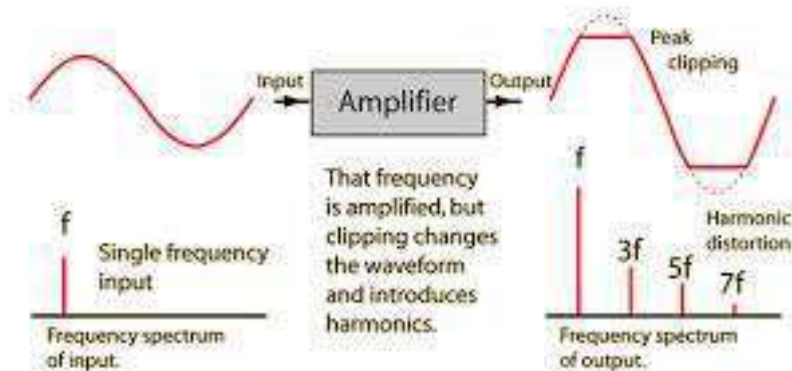 Input
Amplifier
Output
Peak
clipping
f
Single frequency
input
Frequency spectrum
of input.
That frequency
is amplified, but
clipping changes
the waveform
and introduces
harmonics.
f
3f
5f
7f
Harmonic
distortion
Frequency spectrum
of output.